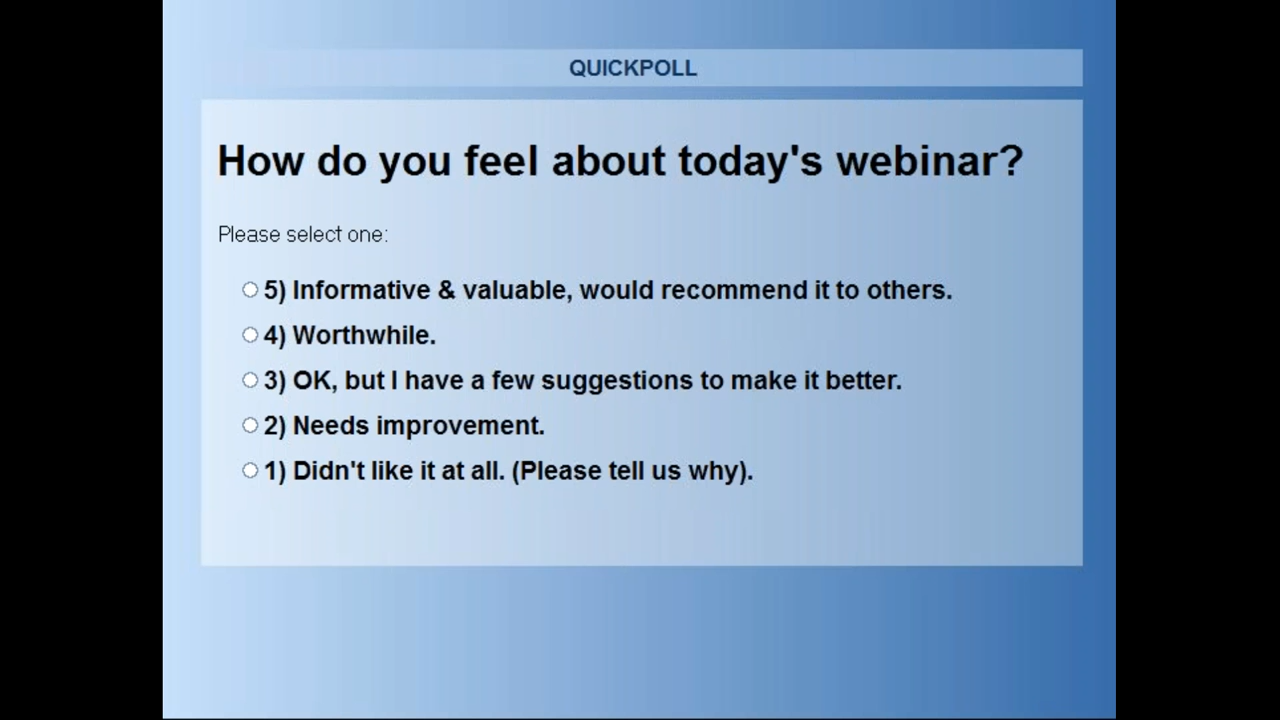 QUICKPOLL
How do you feel about today's webinar?
Please select one:
5) Informative & valuable, would recommend it to others.
4) Worthwhile.
3) OK, but I have a few suggestions to make it better.
2) Needs improvement.
1) Didn't like it at all. (Please tell us why).